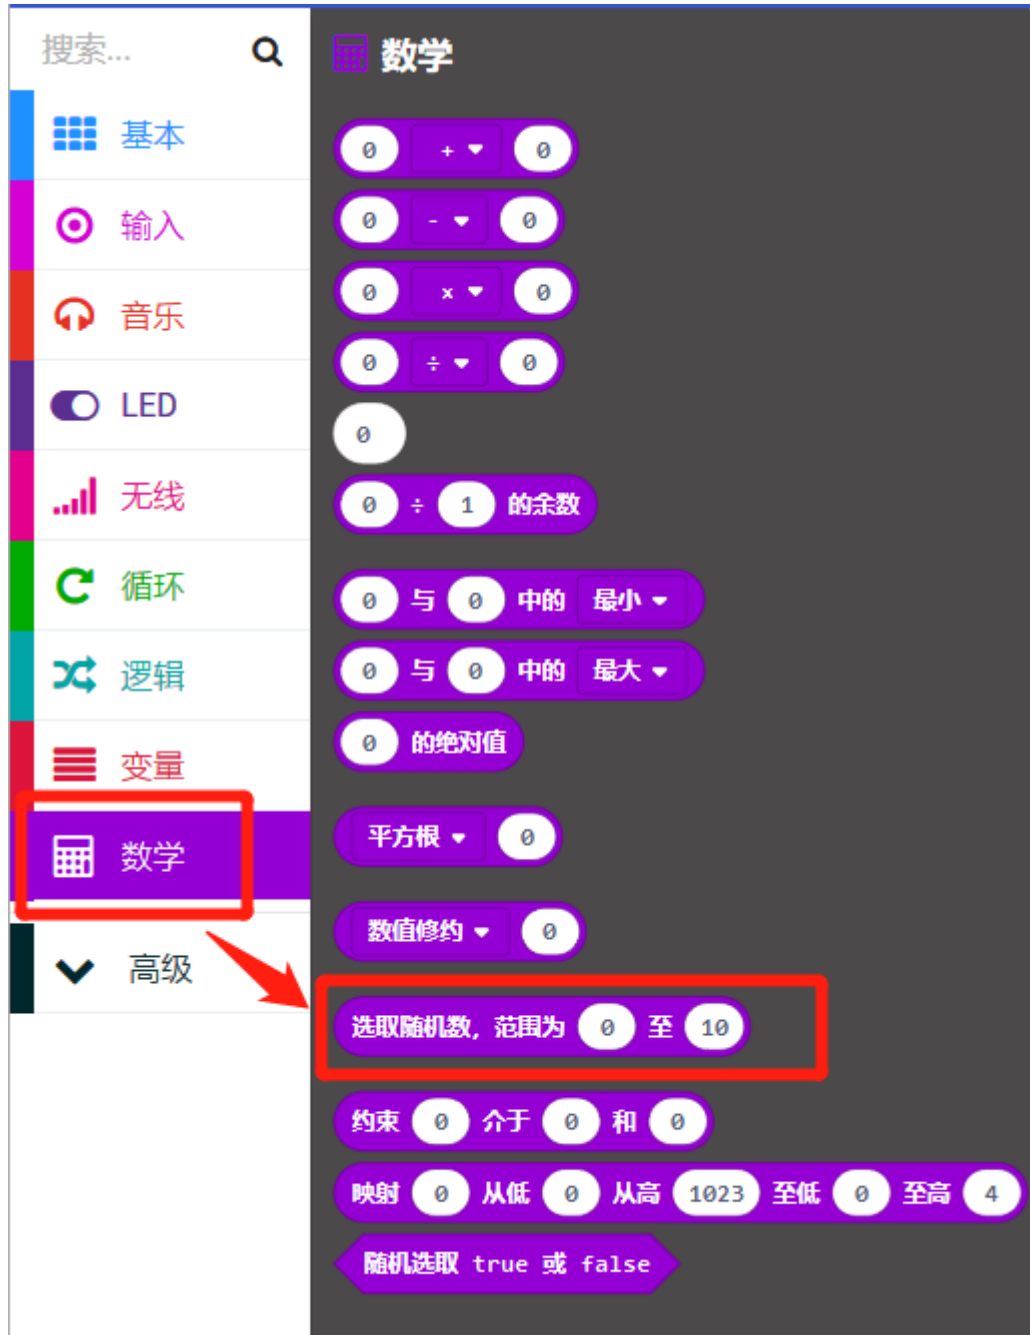 搜索...
基本
输入
音乐
LED
无线
循环
逻辑
变量
数学
高级
数学
0 + 0
0 - 0
0 x 0
0 ÷ 0
0
0 ÷ 1 的余数
0 与 0 中的 最小
0 与 0 中的 最大
0 的绝对值
平方根 0
数值修约 0
选取随机数，范围为 0 至 10
约束 0 介于 0 和 0
映射 0 从低 0 从高 1023 至低 0 至高 4
随机选取 true 或 false